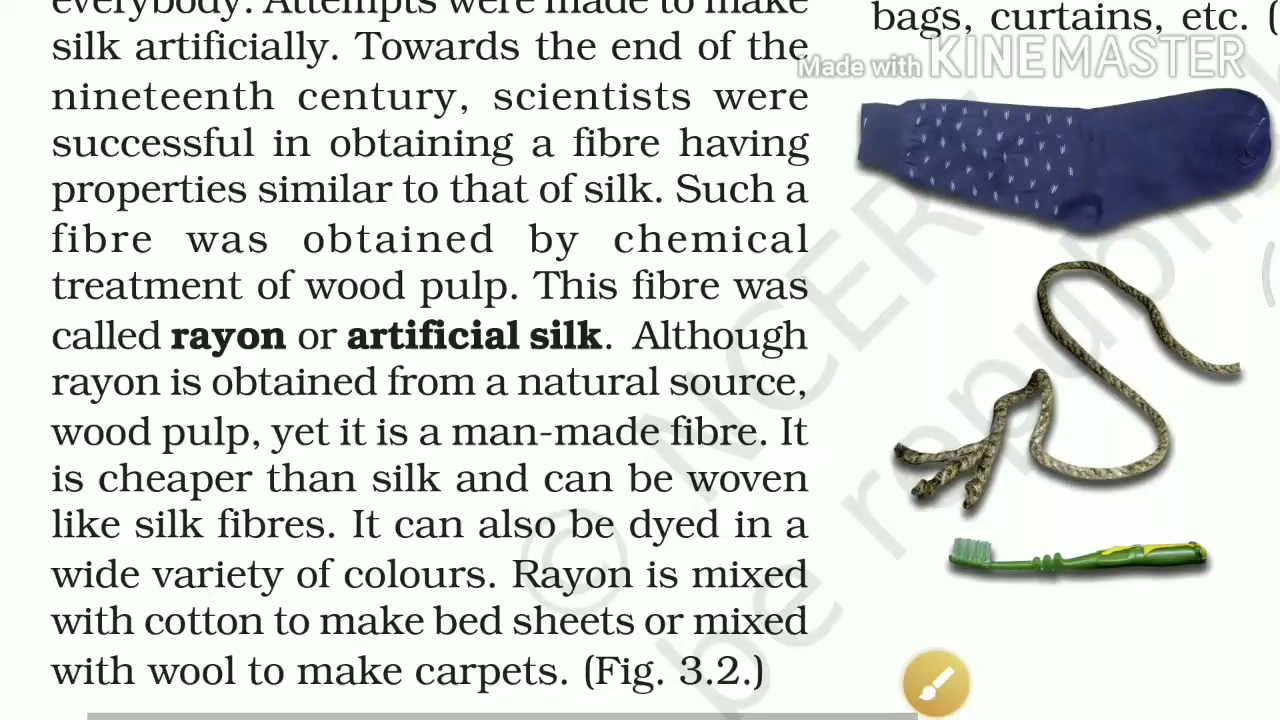 everybody. Attempts were made to make
silk artificially. Towards the end of the
nineteenth century, scientists were
successful in obtaining a fibre having
properties similar to that of silk. Such a
fibre was obtained by chemical
treatment of wood pulp. This fibre was
called rayon or artificial silk. Although
rayon is obtained from a natural source,
wood pulp, yet it is a man-made fibre. It
is cheaper than silk and can be woven
like silk fibres. It can also be dyed in a
wide variety of colours. Rayon is mixed
with cotton to make bed sheets or mixed
with wool to make carpets. (Fig. 3.2.)
bags, curtains, etc. (
Made with KINEMASTER
© NCERT
be republish